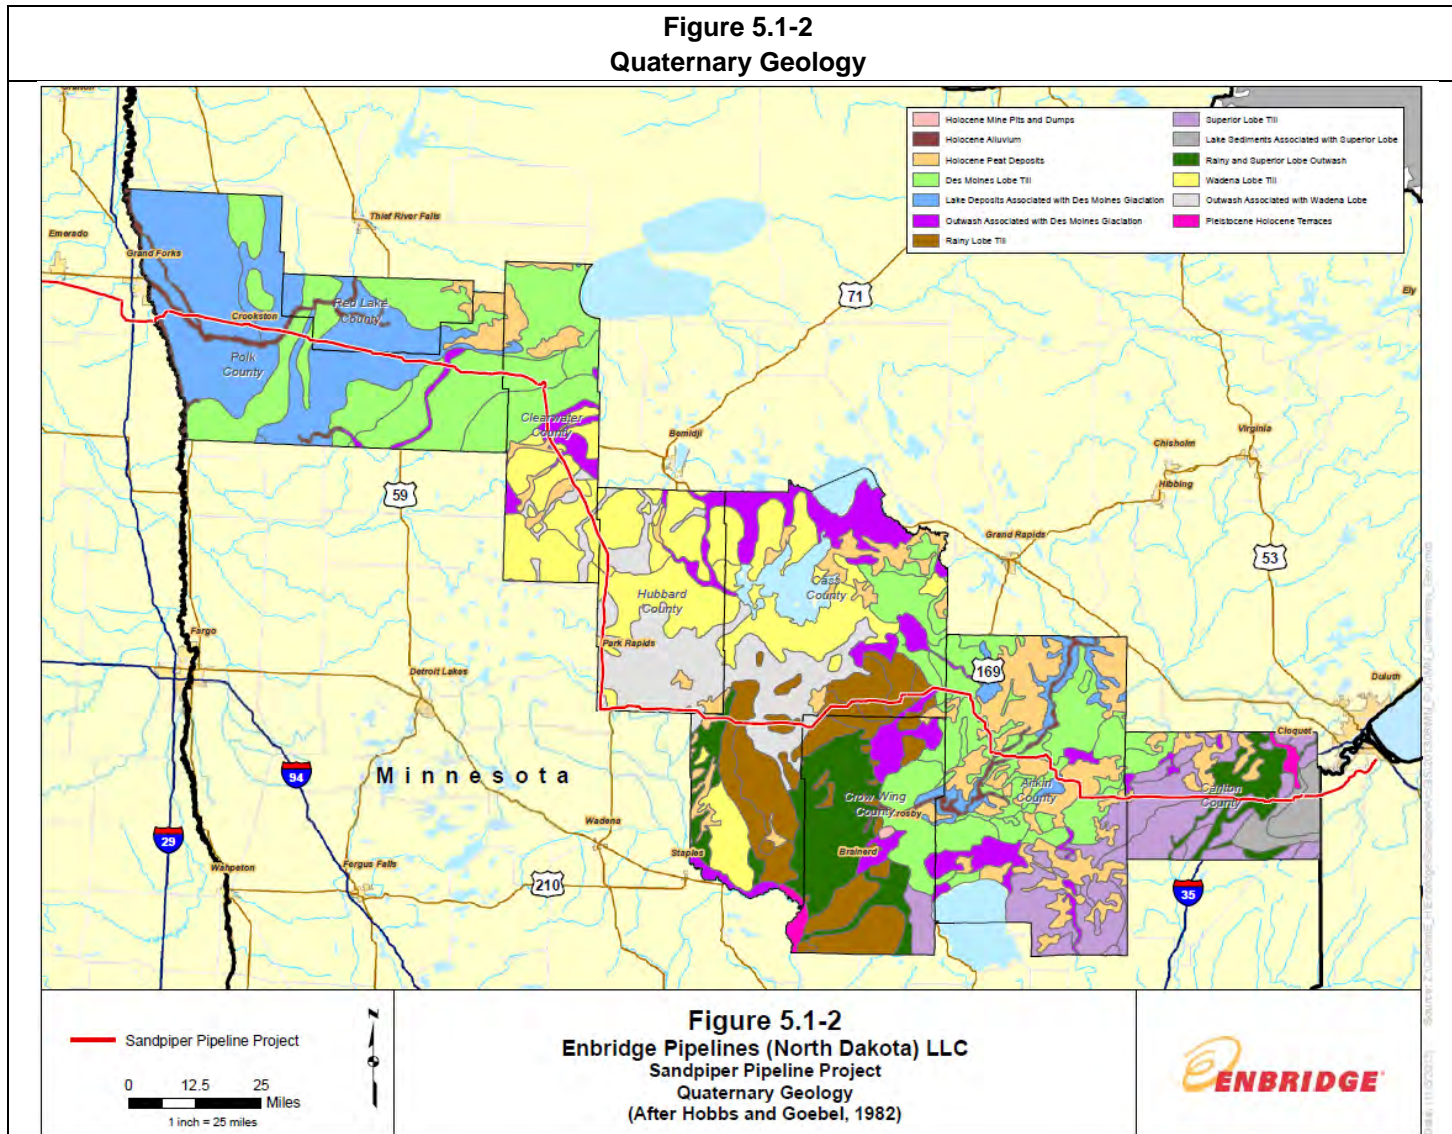 Figure 5.1-2
Quaternary Geology
Holocene Mine Pits and Dumps
Holocene Alluvium
Holocene Peat Deposits
Des Moines Lobe Till
Lake Deposits Associated with Des Moines Glaciation
Outwash Associated with Des Moines Glaciation
Rainy Lobe Till
Superior Lobe Till
Lake Sediments Associated with Superior Lobe
Rainy and Superior Lobe Outwash
Wadena Lobe Till
Outwash Associated with Wadena Lobe
Pleistocene Holocene Terraces
Thief River Falls
Emerado
Grand Forks
Ely
71
Red Lake
County
Crookston
Polk
County
Clearwater
County
Bemidji
Virginia
Chisholm
Hibbing
59
Grand Rapids
53
Cass
County
Hubbard
County
Fargo
Park Rapids
Detroit Lakes
169
Duluth
Cloquet
94
Minnesota
Aitkin
County
Carlton
County
Crow Wing
County
rosby
29
Wadena
Staples
Brainerd
Wahpeton
Fergus Falls
210
35
N
Sandpiper Pipeline Project
0 12.5 25
Miles
1 inch = 25 miles
Figure 5.1-2
Enbridge Pipelines (North Dakota) LLC
Sandpiper Pipeline Project
Quaternary Geology
(After Hobbs and Goebel, 1982)
ENBRIDGE